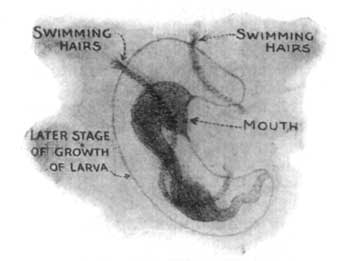 SWIMMING
HAIRS
SWIMMING
HAIRS
MOUTH
LATER STAGE
OF GROWTH
OF LARVA